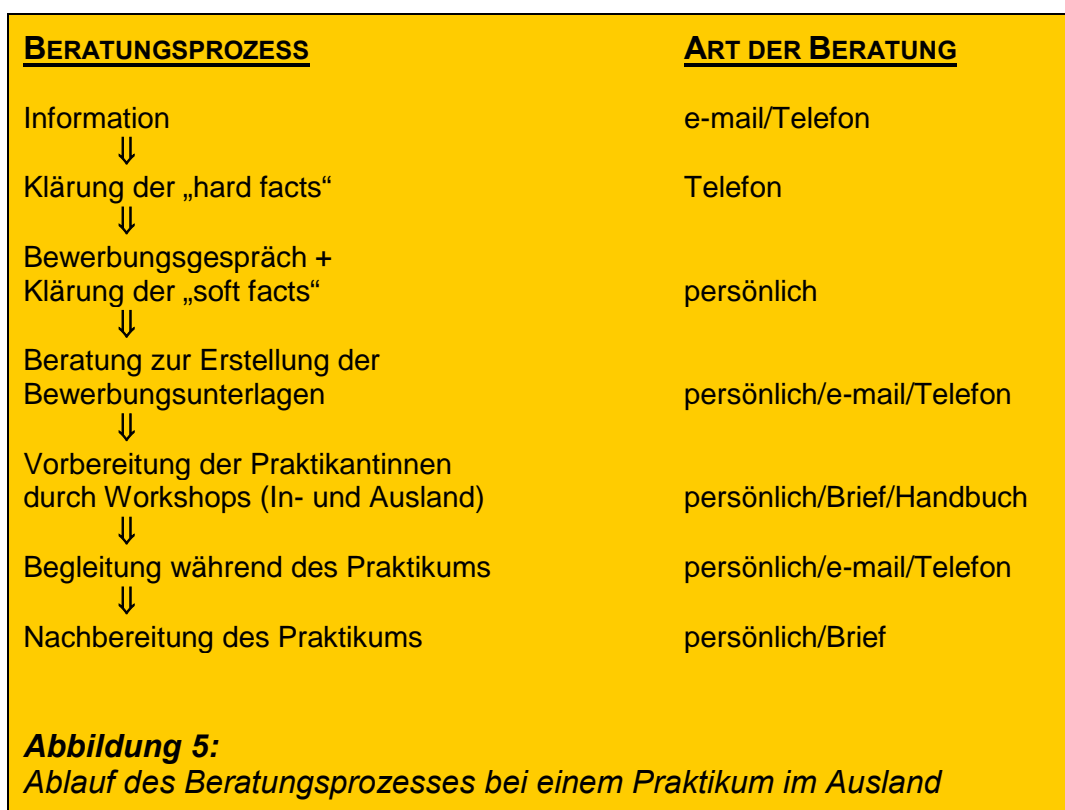 BERATUNGSPROZESS ART DER BERATUNG
Information e-mail/Telefon
⇓
Klärung der „hard facts“ Telefon
⇓
Bewerbungsgespräch +
Klärung der „soft facts“ persönlich
⇓
Beratung zur Erstellung der
Bewerbungsunterlagen persönlich/e-mail/Telefon
⇓
Vorbereitung der Praktikantinnen
durch Workshops (In- und Ausland) persönlich/Brief/Handbuch
⇓
Begleitung während des Praktikums persönlich/e-mail/Telefon
⇓
Nachbereitung des Praktikums persönlich/Brief
Abbildung 5:
Ablauf des Beratungsprozesses bei einem Praktikum im Ausland